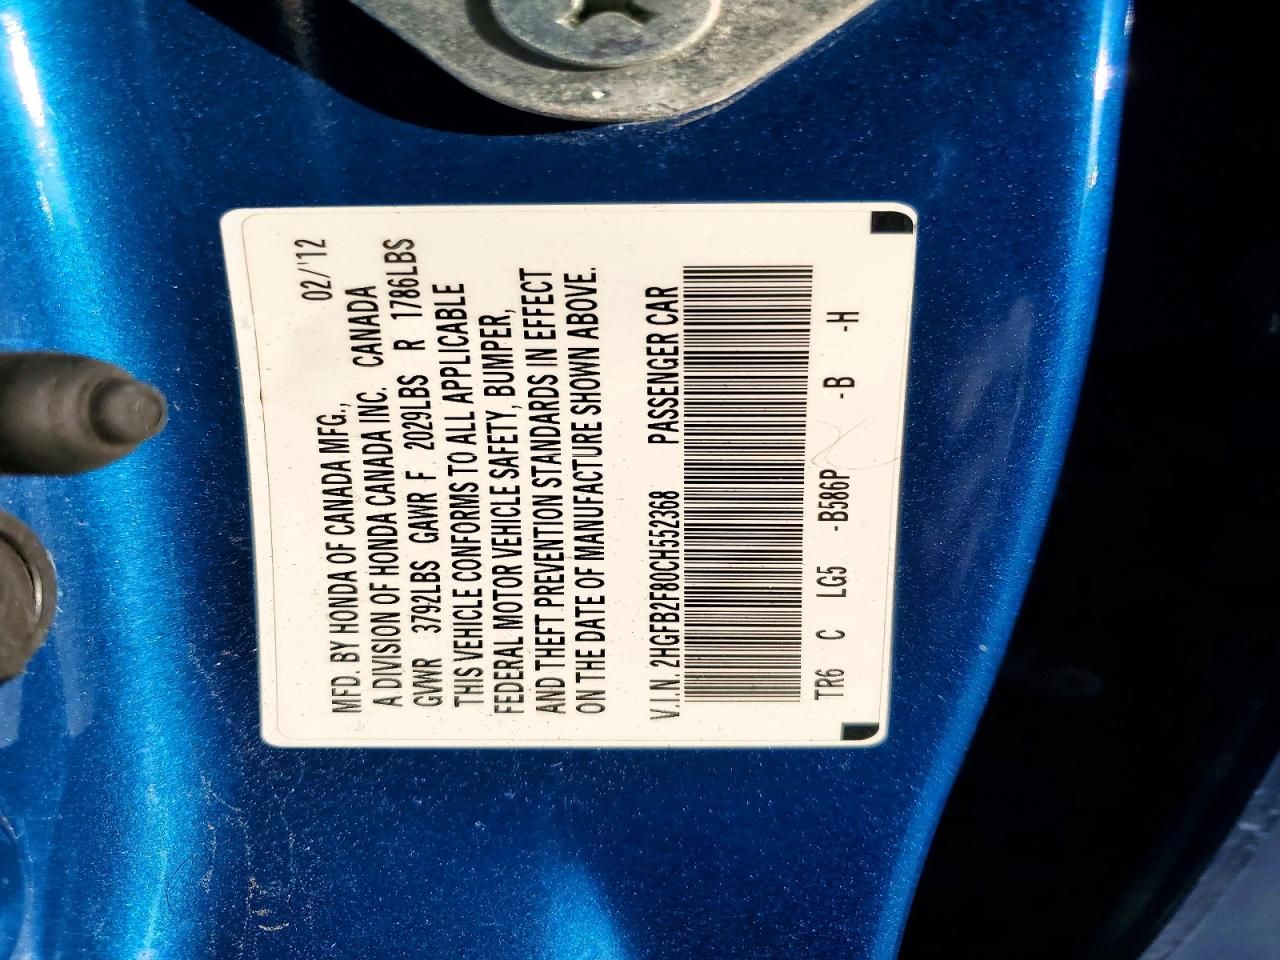 02/'12
MFD. BY HONDA OF CANADA MFG.,
A DIVISION OF HONDA CANADA INC. CANADA
GVWR 3792LBS GAWR F 2029LBS R 1786LBS
THIS VEHICLE CONFORMS TO ALL APPLICABLE
FEDERAL MOTOR VEHICLE SAFETY, BUMPER,
AND THEFT PREVENTION STANDARDS IN EFFECT
ON THE DATE OF MANUFACTURE SHOWN ABOVE.
V.I.N. 2HGFB2F80CH552368 PASSENGER CAR
TR6 C LG5 -B586P -B -H